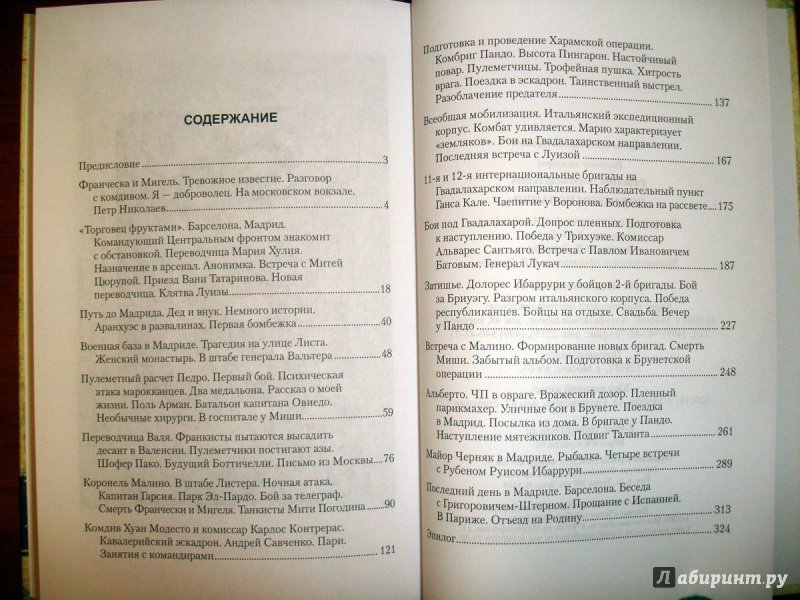 СОДЕРЖАНИЕ
Предисловие 3
Франческа и Мигель. Тревожное известие. Разговор
с комдивом. Я — доброволец. На московском вокзале.
Петр Николаев 4
«Торговец фруктами». Барселона, Мадрид.
Командующий Центральным фронтом знакомит
с обстановкой. Переводчица Мария Хулия.
Назначение в арсенал. Анонимка. Встреча с Митей
Цюрупой. Приезд Вани Татаринова. Новая
переводчица. Клятва Луизы 18
Путь до Мадрида. Дед и внук. Немного истории.
Аранхуэс в развалинах. Первая бомбежка 40
Военная база в Мадриде. Трагедия на улице Листа.
Женский монастырь. В штабе генерала Вальтера 48
Пулеметный расчет Педро. Первый бой. Психическая
атака марокканцев. Два медальона. Рассказ о моей
жизни. Поль Арман. Батальон капитана Овиедо.
Необычные хирурги. В госпитале у Миши 59
Переводчица Валя. Франкисты пытаются высадить
десант в Валенсии. Пулеметчики постигают азы.
Шофер Пако. Будущий Боттичелли. Письмо из Москвы 76
Коронель Малино. В штабе Листера. Ночная атака.
Капитан Гарсия. Парк Эл-Пардо. Бой за телеграф.
Смерть Франчески и Мигеля. Танкисты Мити Погодина 90
Комдив Хуан Модесто и комиссар Карлос Контрерас.
Кавалерийский эскадрон. Андрей Савченко. Пари.
Занятия с командирами 121
Подготовка и проведение Харамской операции.
Комбриг Пандо. Высота Пингарон. Настойчивый
повар. Пулеметчицы. Трофейная пушка. Хитрость
врага. Поездка в эскадрон. Таинственный выстрел.
Разоблачение предателя 137
Всеобщая мобилизация. Итальянский экспедиционный
корпус. Комбат удивляется. Марио характеризует
«земляков». Бои на Гвадалахарском направлении.
Последняя встреча с Луизой 167
11-я и 12-я интернациональные бригады на
Гвадалахарском направлении. Наблюдательный пункт
Ганса Кале. Чаепитие у Воронова. Бомбежка на рассвете 175
Бои под Гвадалахарой. Допрос пленных. Подготовка
к наступлению. Победа у Трихуэке. Комиссар
Альварес Сантьяго. Встреча с Павлом Ивановичем
Батовым. Генерал Лукач 187
Затишье. Долорес Ибаррури у бойцов 2-й бригады. Бой
за Бриуэгу. Разгром итальянского корпуса. Победа
республиканцев. Бойцы на отдыхе. Свадьба. Вечер
у Пандо 227
Встреча с Малино. Формирование новых бригад. Смерть
Миши. Забытый альбом. Подготовка к Брунетской
операции 248
Альберто. ЧП в овраге. Вражеский дозор. Пленный
парикмахер. Уличные бои в Брунете. Поездка
в Мадрид. Посылка из дома. В бригаде у Пандо.
Наступление мятежников. Подвиг Таланта 261
Майор Черняк в Мадриде. Рыбалка. Четыре встречи
с Рубеном Руисом Ибаррури 289
Последний день в Мадриде. Барселона. Беседа
с Григоровичем-Штерном. Прощание с Испанией.
В Париже. Отъезд на Родину 313
Эпилог 324
Лабиринт.ру